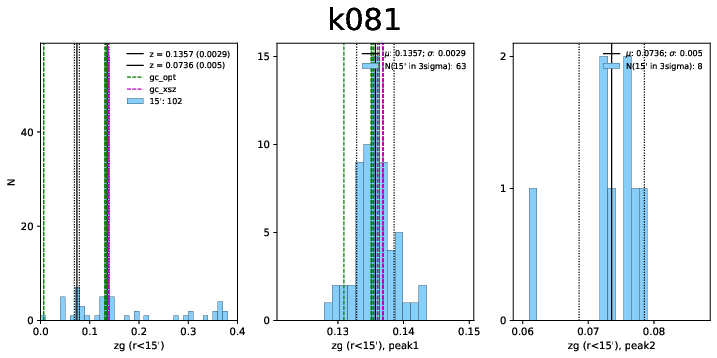 k081
z = 0.1357 (0.0029)
z = 0.0736 (0.005)
gc_opt
gc_xsz
15': 102
N
0
20
40
0.0 0.1 0.2 0.3 0.4
zg (r<15')
μ: 0.1357; σ: 0.0029
N(15' in 3sigma): 63
0
5
10
15
0.13 0.14 0.15
zg (r<15'), peak1
μ: 0.0736; σ: 0.005
N(15' in 3sigma): 8
0
1
2
0.06 0.07 0.08
zg (r<15'), peak2